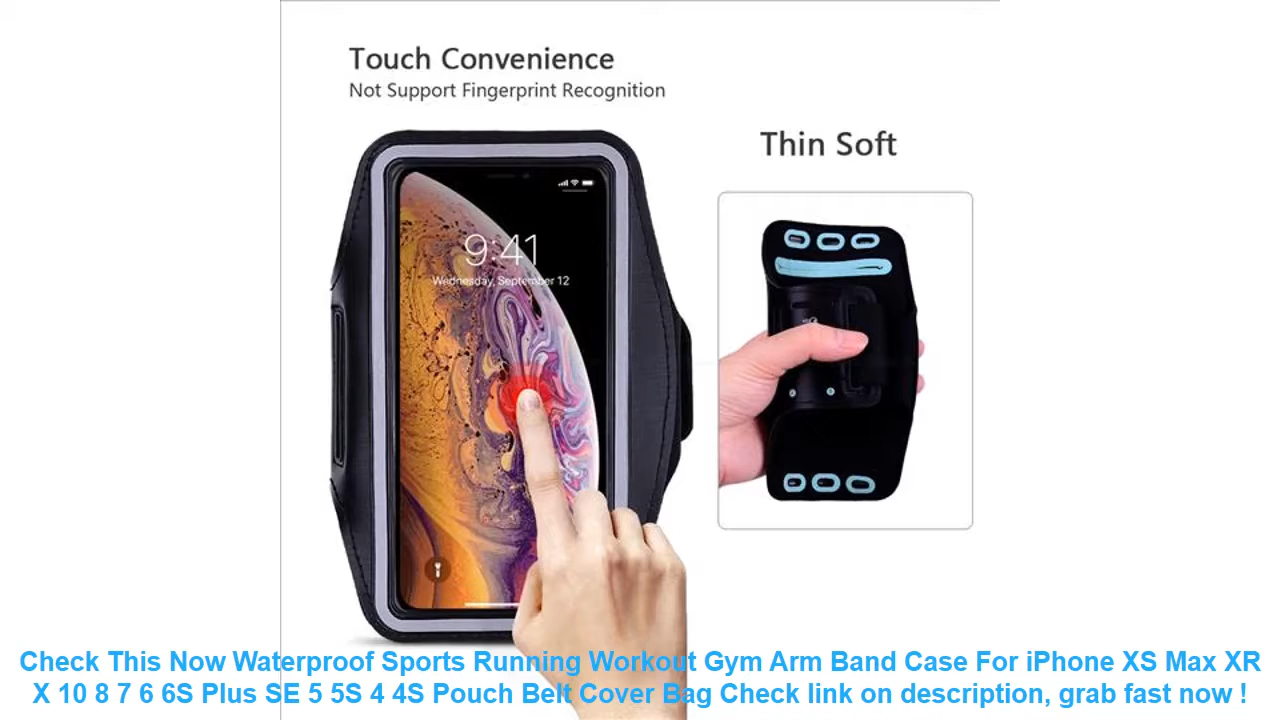 Touch Convenience
Not Support Fingerprint Recognition
Thin Soft
9:41
Wednesday, September 12
Check This Now Waterproof Sports Running Workout Gym Arm Band Case For iPhone XS Max XR
X 10 8 7 6 6S Plus SE 5 5S 4 4S Pouch Belt Cover Bag Check link on description, grab fast now !